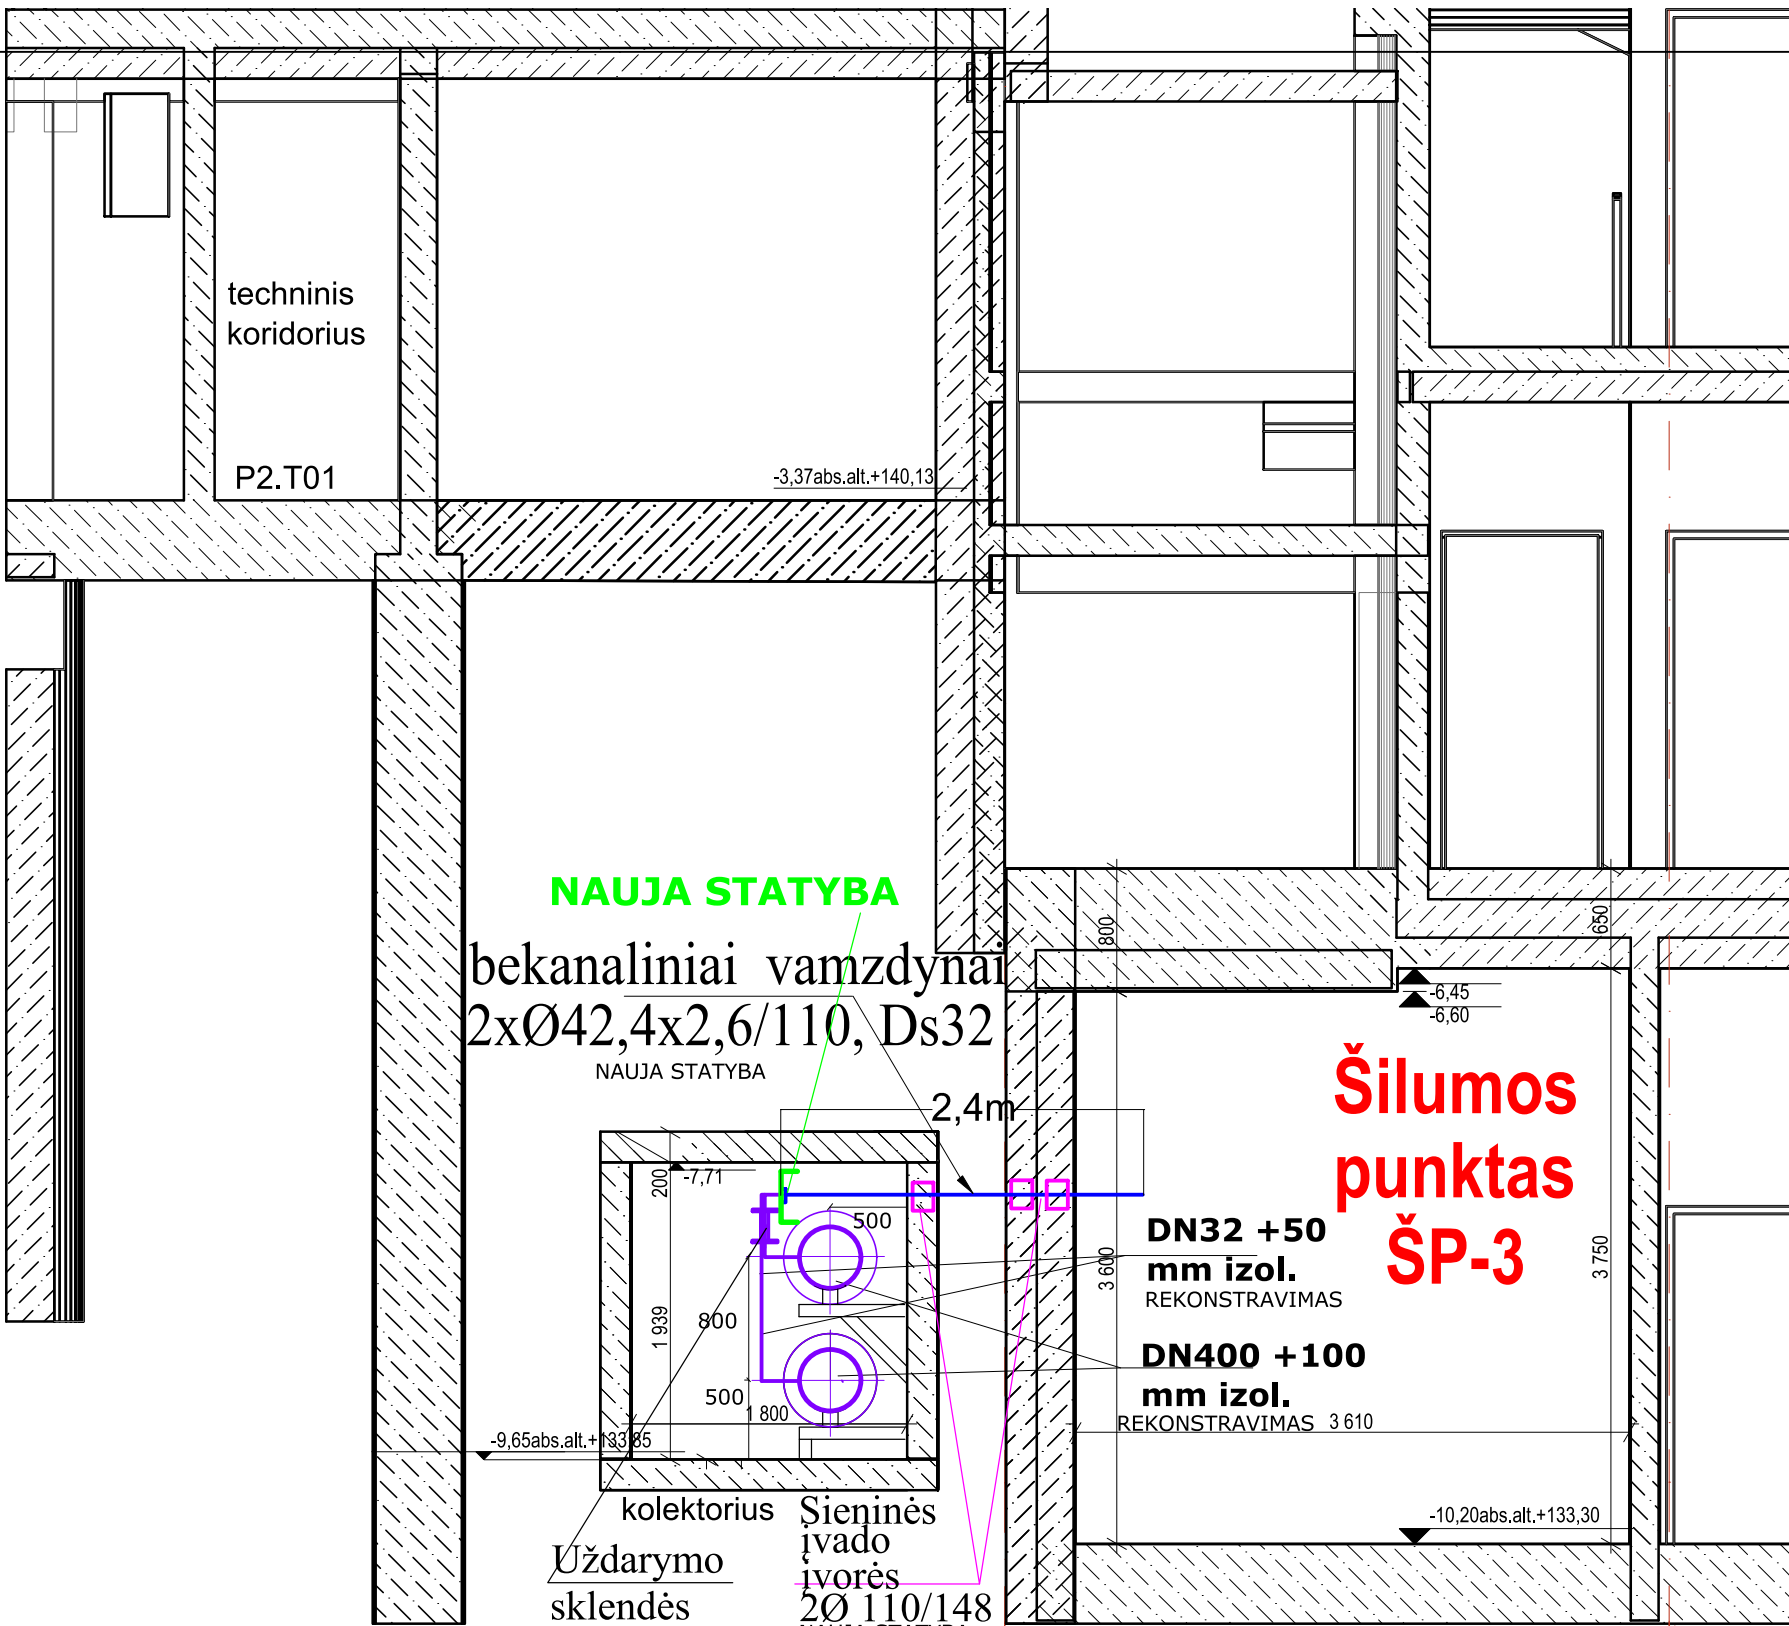 techninis
koridorius
P2.T01
-3,37abs.alt.+140,13
NAUJA STATYBA
bekanaliniai vamzdynai
2xØ42,4x2,6/110, Ds32
NAUJA STATYBA
2,4m
800
650
-6,45
-6,60
Šilumos
punktas
ŠP-3
200
-7,71
500
1 939
800
500
1 800
DN32 +50
mm izol.
REKONSTRAVIMAS
3 600
3 750
DN400 +100
mm izol.
REKONSTRAVIMAS
3 610
-9,65abs.alt.+133,85
-10,20abs.alt.+133,30
kolektorius
Uždarymo
sklendės
Sieninės
įvado
įvorės
2Ø 110/148
NAUJA STATYBA